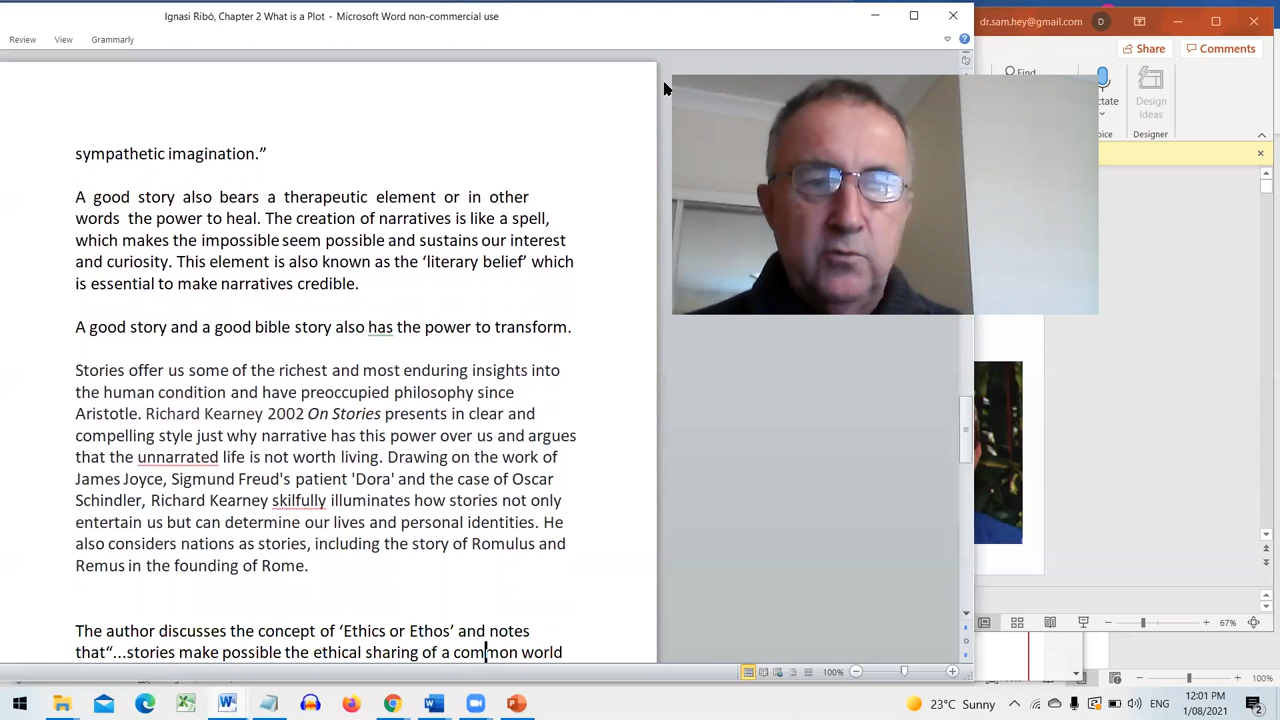 Ignasi Ribó, Chapter 2 What is a Plot - Microsoft Word non-commercial use
dr.sam.hey@gmail.com D
Review View Grammarly
Share Comments
Find
ctate Design Ideas
oice Designer
sympathetic imagination.”
A good story also bears a therapeutic element or in other
words the power to heal. The creation of narratives is like a spell,
which makes the impossible seem possible and sustains our interest
and curiosity. This element is also known as the ‘literary belief’ which
is essential to make narratives credible.
A good story and a good bible story also has the power to transform.
Stories offer us some of the richest and most enduring insights into
the human condition and have preoccupied philosophy since
Aristotle. Richard Kearney 2002 On Stories presents in clear and
compelling style just why narrative has this power over us and argues
that the unnarrated life is not worth living. Drawing on the work of
James Joyce, Sigmund Freud's patient 'Dora' and the case of Oscar
Schindler, Richard Kearney skilfully illuminates how stories not only
entertain us but can determine our lives and personal identities. He
also considers nations as stories, including the story of Romulus and
Remus in the founding of Rome.
The author discusses the concept of ‘Ethics or Ethos’ and notes
that“...stories make possible the ethical sharing of a common world
67%
100%
100%
23°C Sunny
12:01 PM
1/08/2021
2